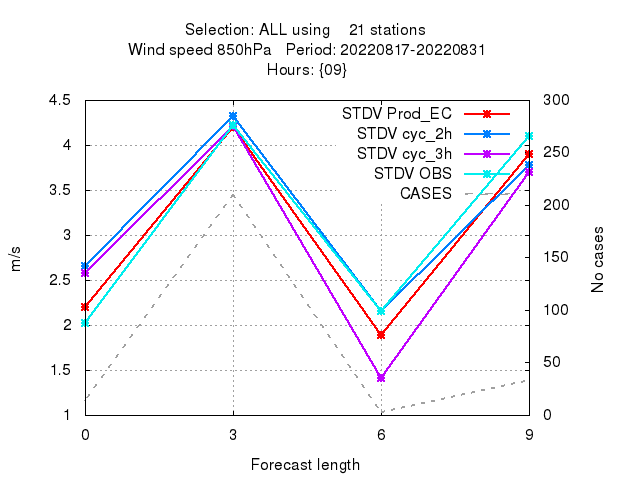 Selection: ALL using    21 stations
Wind speed 850hPa   Period: 20220817-20220831
Hours: {09}
4.5
4
3.5
3
2.5
2
1.5
1
m/s
STDV Prod_EC
STDV cyc_2h
STDV cyc_3h
STDV OBS
CASES
300
250
200
150
100
50
0
No cases
0 3 6 9
Forecast length